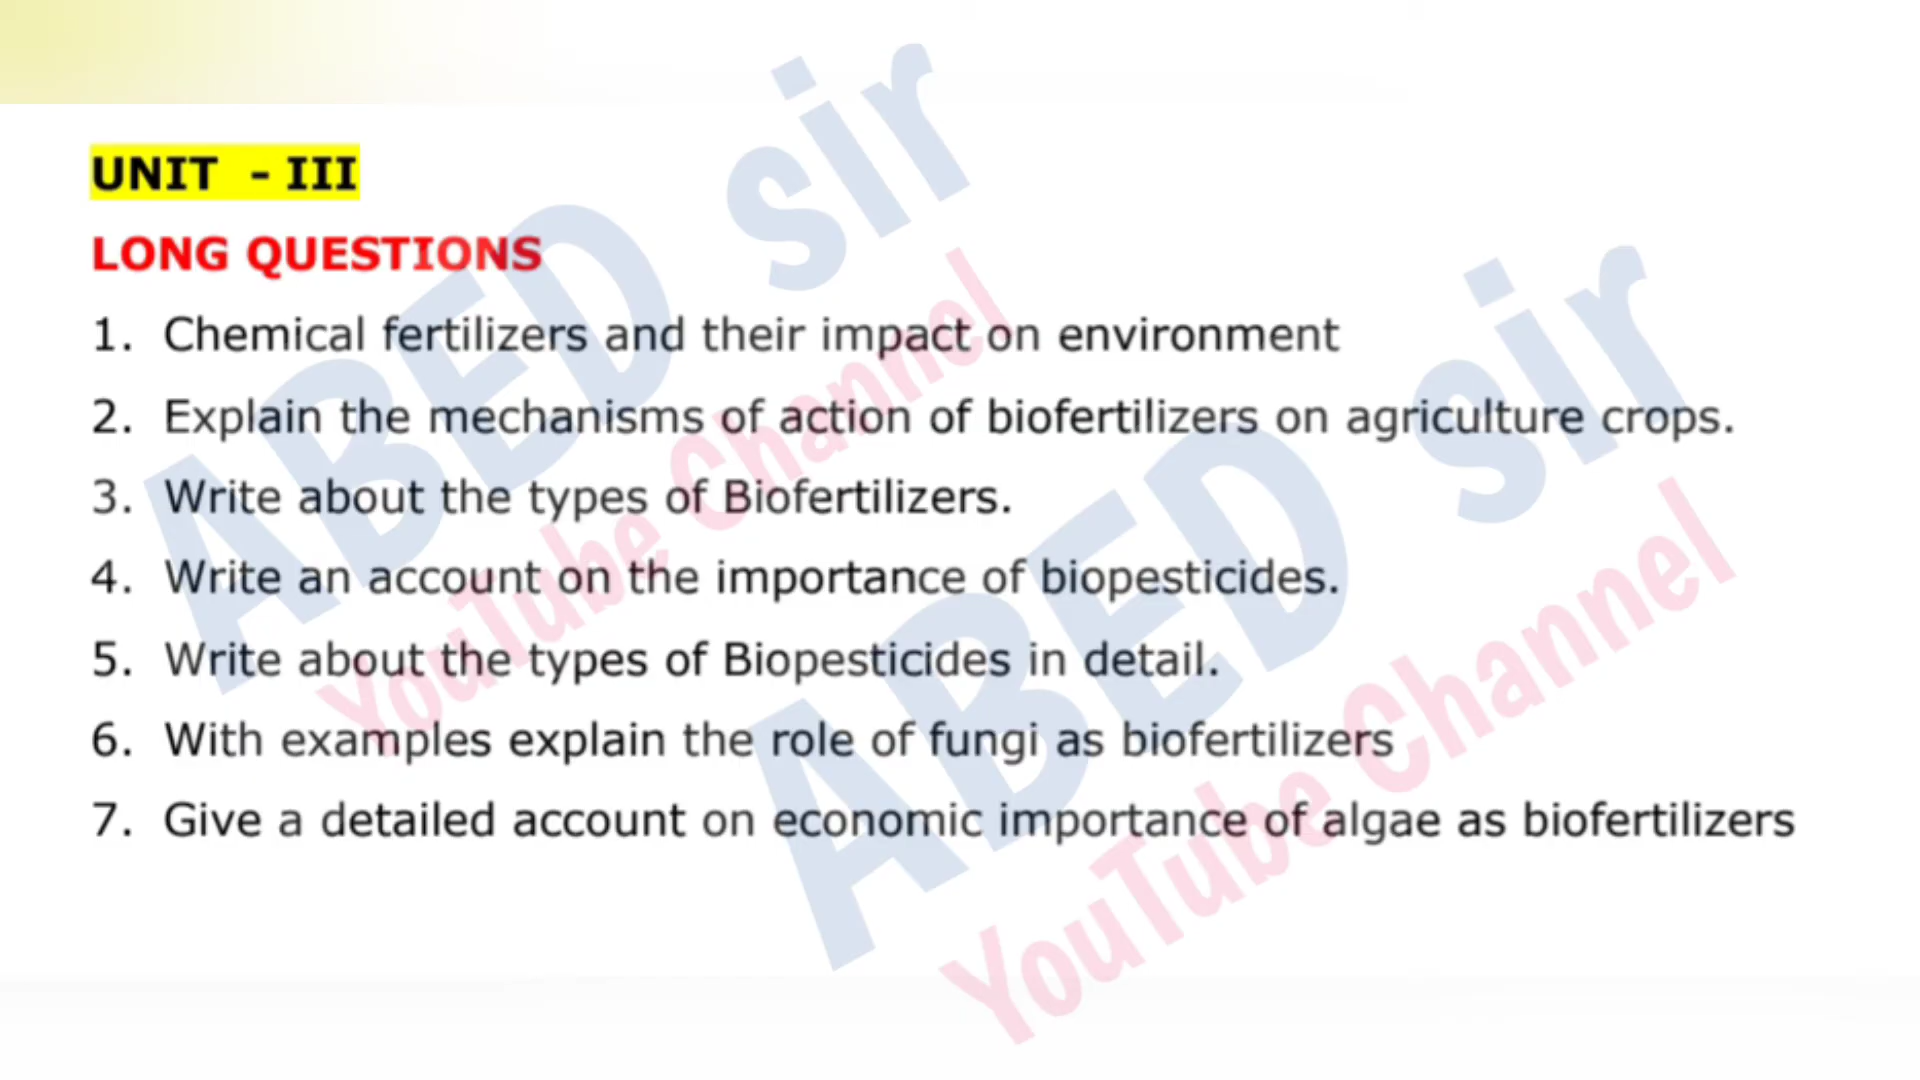 UNIT - III
LONG QUESTIONS
1. Chemical fertilizers and their impact on environment
2. Explain the mechanisms of action of biofertilizers on agriculture crops.
3. Write about the types of Biofertilizers.
4. Write an account on the importance of biopesticides.
5. Write about the types of Biopesticides in detail.
6. With examples explain the role of fungi as biofertilizers
7. Give a detailed account on economic importance of algae as biofertilizers
ABED sir
YouTube Channel
ABED sir
YouTube Channel